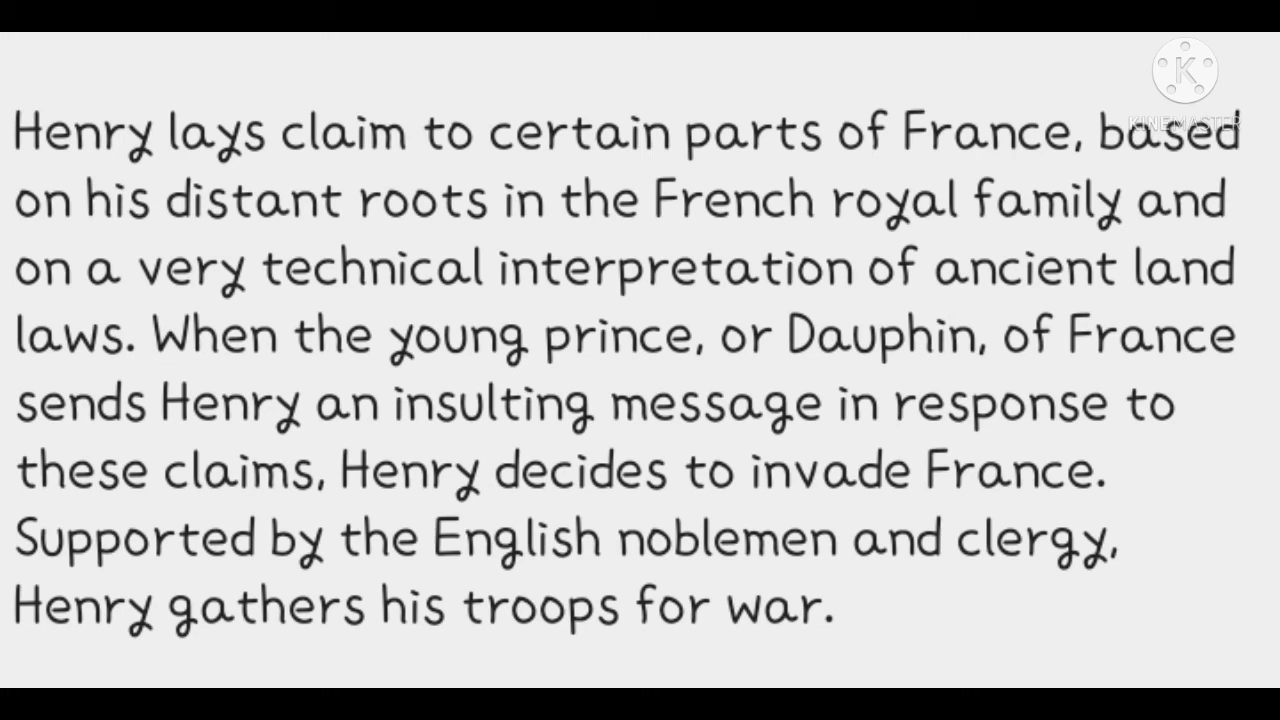 Henry lays claim to certain parts of France, based
on his distant roots in the French royal family and
on a very technical interpretation of ancient land
laws. When the young prince, or Dauphin, of France
sends Henry an insulting message in response to
these claims, Henry decides to invade France.
Supported by the English noblemen and clergy,
Henry gathers his troops for war.
K
KINEMASTER